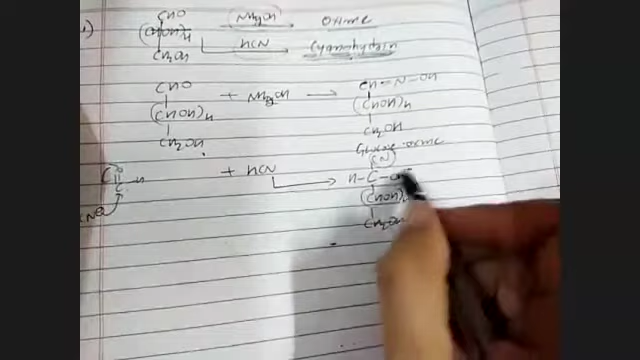 CHO NH2OH oxime
(CHOH)4
CH2OH HCN Cyanohydrin
CHO + NH2OH → CH=N-OH
(CHOH)4 (CHOH)4
CH2OH CH2OH
Glucose oxime
CN
+ HCN H-C-O
(CHOH)
CH2OH